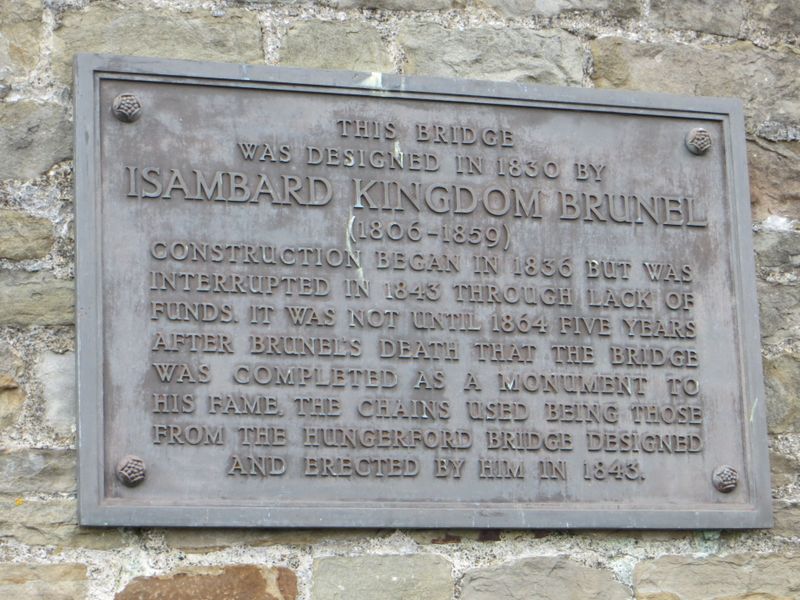 THIS BRIDGE
WAS DESIGNED IN 1830 BY
ISAMBARD KINGDOM BRUNEL
(1806-1859)
CONSTRUCTION BEGAN IN 1836 BUT WAS
INTERRUPTED IN 1843 THROUGH LACK OF
FUNDS. IT WAS NOT UNTIL 1864 FIVE YEARS
AFTER BRUNEL'S DEATH THAT THE BRIDGE
WAS COMPLETED AS A MONUMENT TO
HIS FAME, THE CHAINS USED BEING THOSE
FROM THE HUNGERFORD BRIDGE DESIGNED
AND ERECTED BY HIM IN 1843.